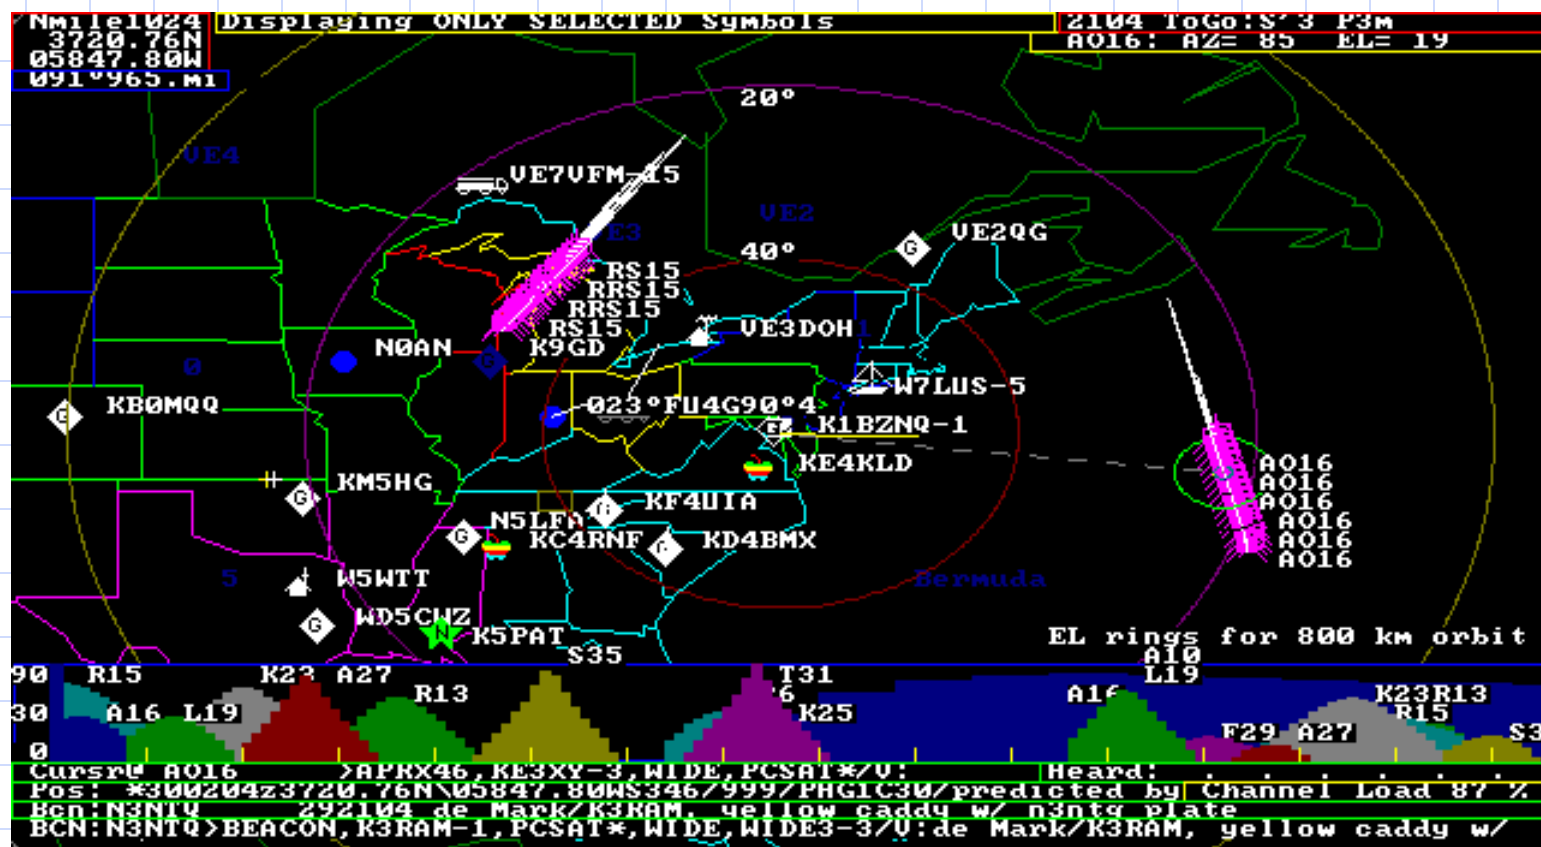 Nmile1024
Displaying ONLY SELECTED Symbols
2104 ToGo:S'3 P3m
3720.76N
AO16: AZ= 85 EL= 19
05847.80W
091°965.mi
20°
VE4
VE7VFM-15
VE2
VE3
VE2QG
40°
RS15
RRS15
RRS15
RS15
VE3DOH
1
N0AN
K9GD
0
W7LUS-5
KB0MQQ
023°FU4G90°4
K1BZNQ-1
KE4KLD
AO16
AO16
AO16
AO16
AO16
AO16
KM5HG
KF4UIA
N5LFA
KC4RNF
KD4BMX
5
W5WTT
Bermuda
WD5CWZ
K5PAT
EL rings for 800 km orbit
S35
A10
90
R15
K23
A27
T31
L19
R13
6
A16
K23R13
30
A16
L19
K25
R15
F29
A27
S3
0
Cursr@ AO16 >APRX46,KE3XY-3,WIDE,PCSAT*/V:
Heard: . . . . . .
Pos: *300204z3720.76N\05847.80WS346/999/PHG1C30/predicted by
Channel Load 87 %
Bcn:N3NTQ 292104 de Mark/K3RAM, yellow caddy w/ n3ntq plate
BCN:N3NTQ>BEACON,K3RAM-1,PCSAT*,WIDE,WIDE3-3/V:de Mark/K3RAM, yellow caddy w/